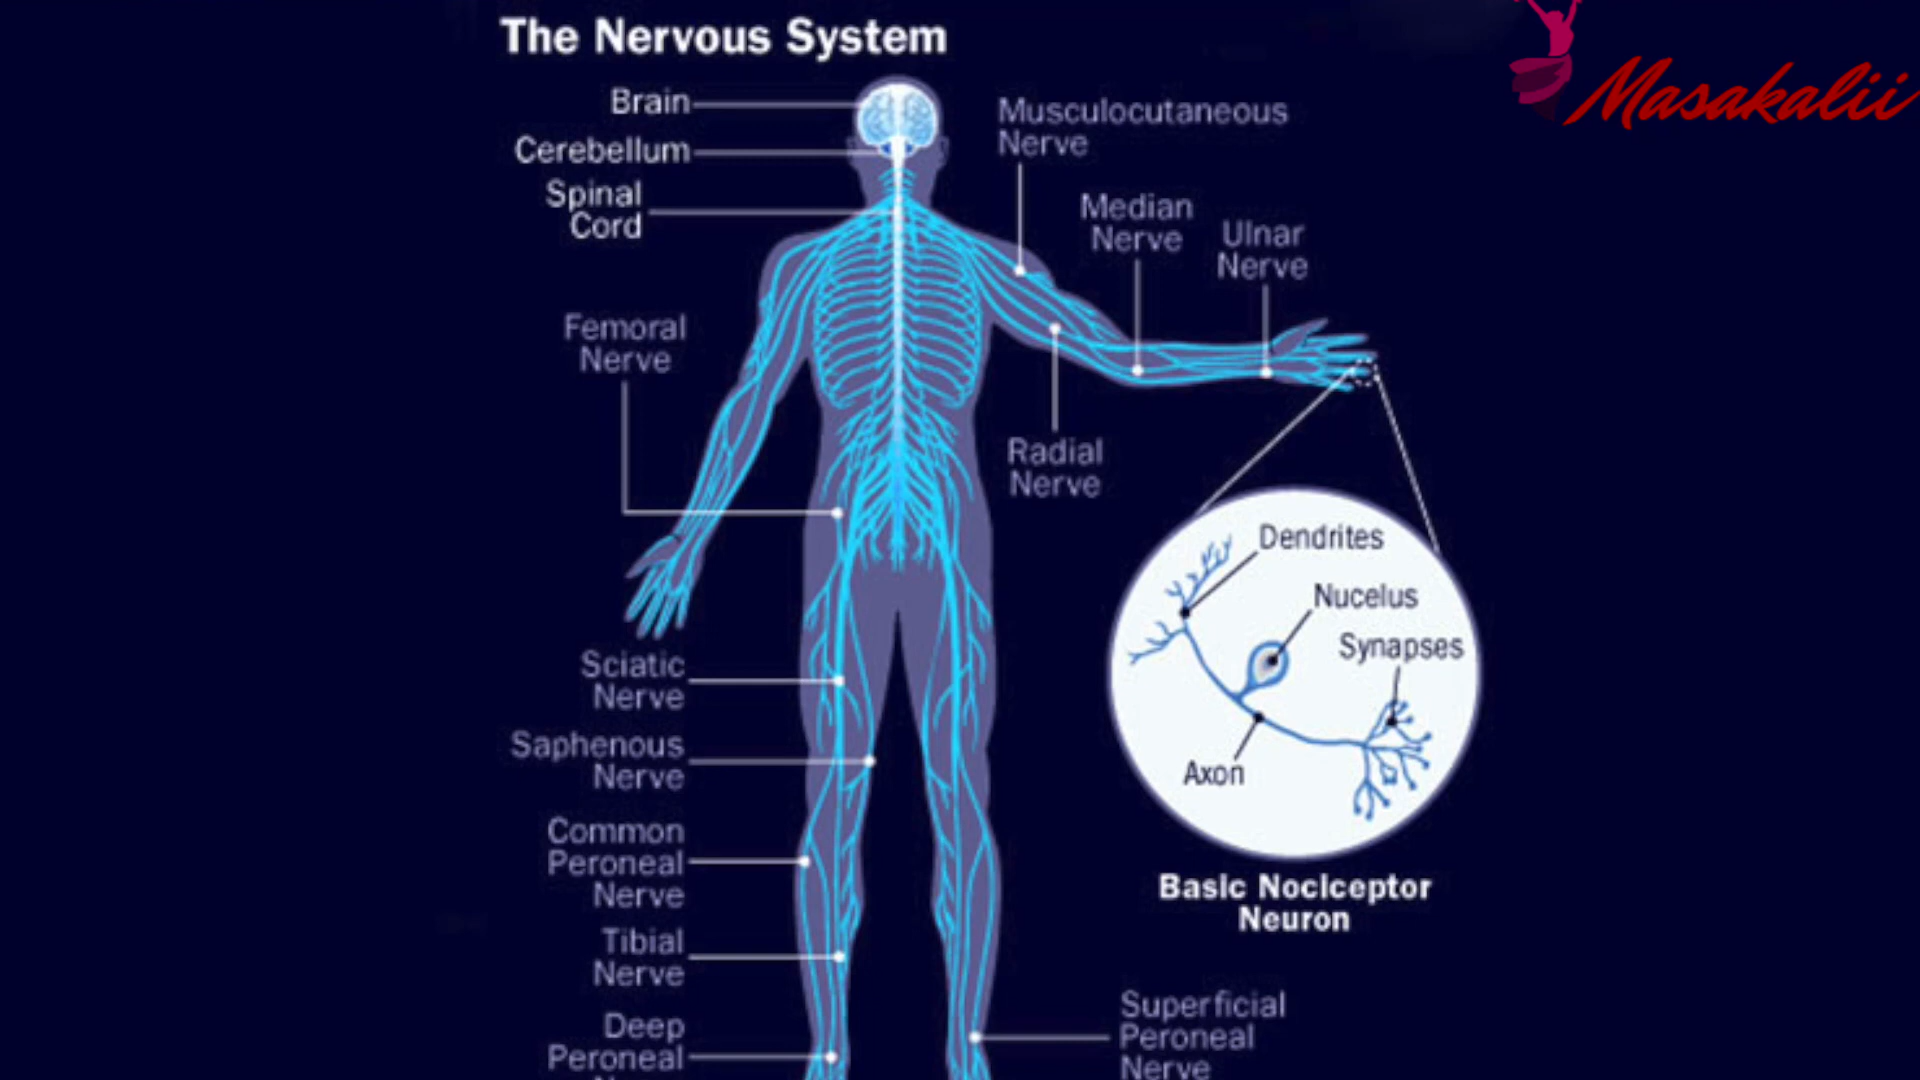 The Nervous System
Masakalii
Brain
Cerebellum
Spinal
Cord
Musculocutaneous
Nerve
Median
Nerve
Ulnar
Nerve
Femoral
Nerve
Radial
Nerve
Dendrites
Nucelus
Synapses
Axon
Basic Nociceptor
Neuron
Sciatic
Nerve
Saphenous
Nerve
Common
Peroneal
Nerve
Tibial
Nerve
Deep
Peroneal
Superficial
Peroneal
Nerve